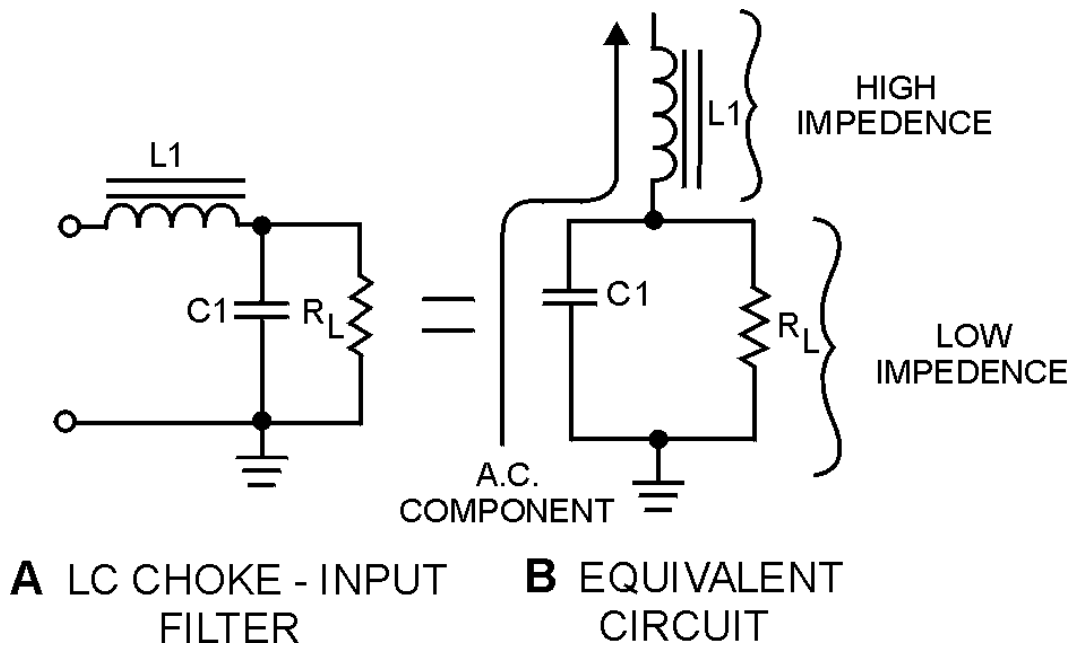 L1
C1
RL
A LC CHOKE - INPUT
FILTER
L1
HIGH
IMPEDENCE
C1
RL
LOW
IMPEDENCE
A.C.
COMPONENT
B EQUIVALENT
CIRCUIT